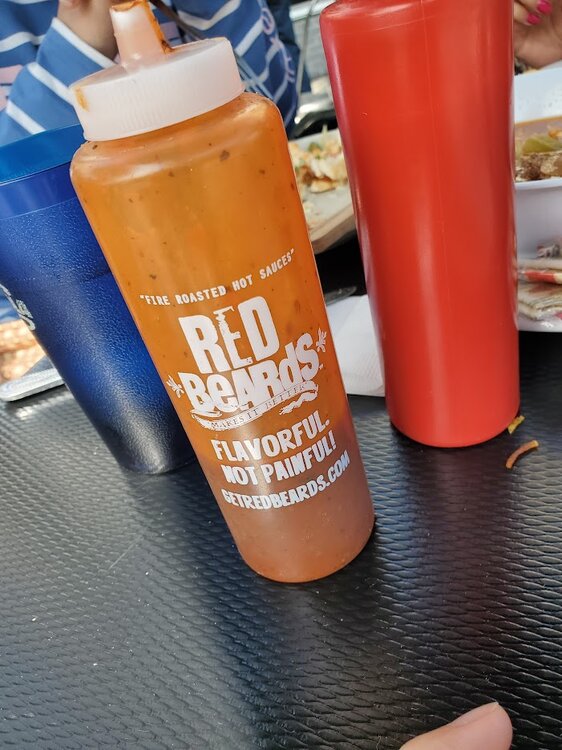 "FIRE ROASTED HOT SAUCES"
RED
BEARDS
MAKES IT BETTER
FLAVORFUL.
NOT PAINFUL!
GETREDBEARDS.COM